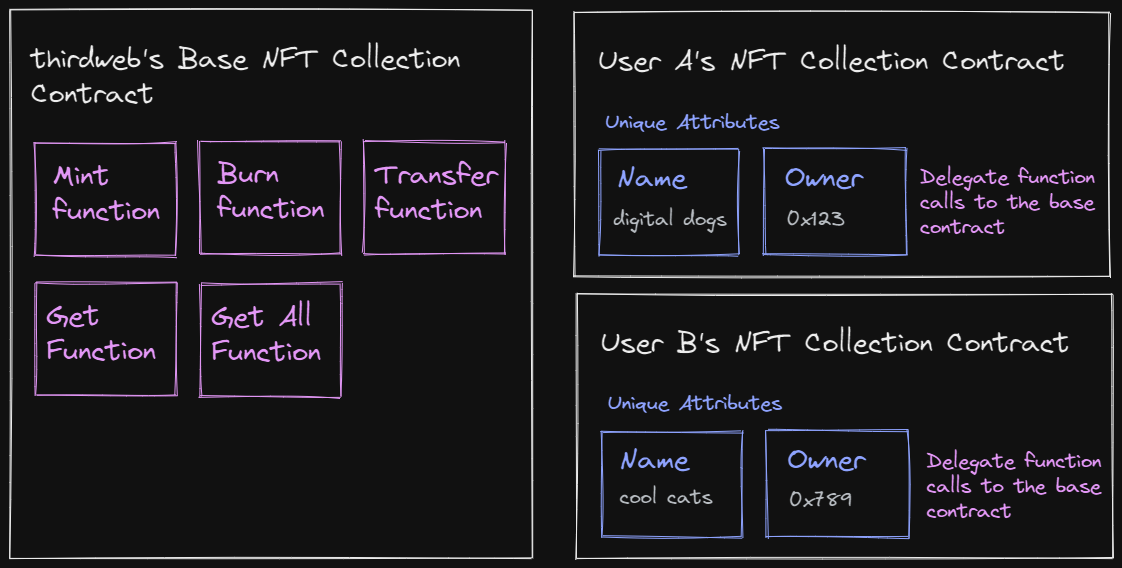 thirdweb's Base NFT Collection
Contract
Mint
function
Burn
function
Transfer
function
Get
Function
Get All
Function
User A's NFT Collection Contract
Unique Attributes
Name
digital dogs
Owner
0x123
Delegate function
calls to the base
contract
User B's NFT Collection Contract
Unique Attributes
Name
cool cats
Owner
0x789
Delegate function
calls to the base
contract